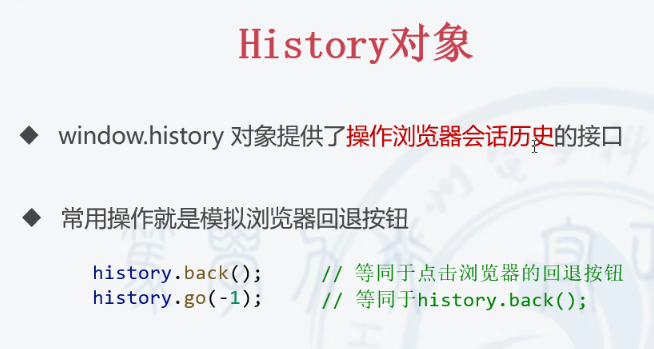 History对象
◆ window.history 对象提供了操作浏览器会话历史的接口
◆ 常用操作就是模拟浏览器回退按钮
history.back(); // 等同于点击浏览器的回退按钮
history.go(-1); // 等同于history.back();